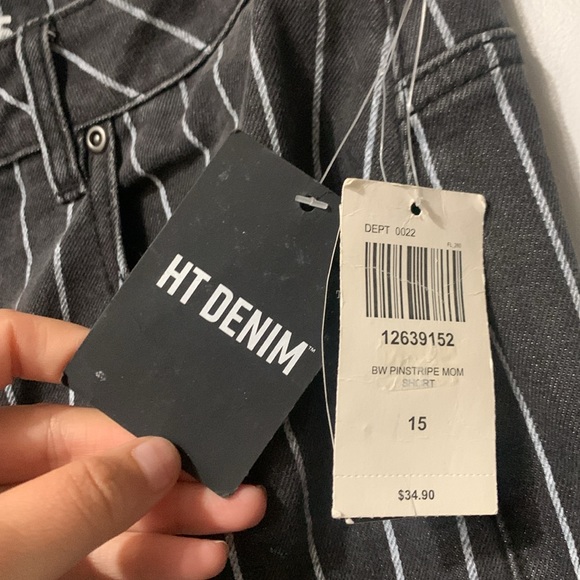 HT DENIM™
DEPT 0022
12639152
BW PINSTRIPE MOM
SHORT
15
$34.90